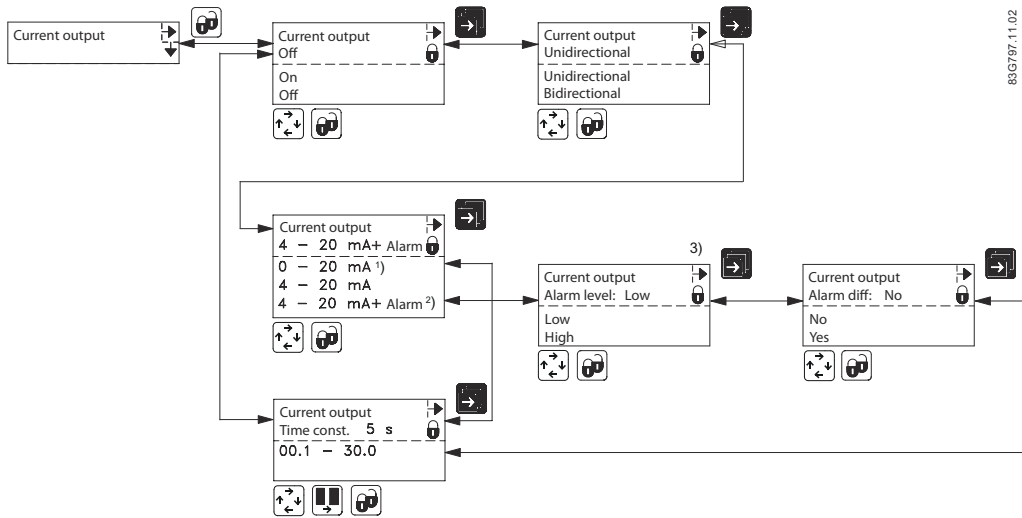 83G797.11.02
Current output
Current output
Off
On
Off
Current output
Unidirectional
Unidirectional
Bidirectional
Current output
4 – 20 mA+ Alarm
0 – 20 mA ¹)
4 – 20 mA
4 – 20 mA+ Alarm ²)
3)
Current output
Alarm level: Low
Low
High
Current output
Alarm diff: No
No
Yes
Current output
Time const. 5 s
00.1 – 30.0